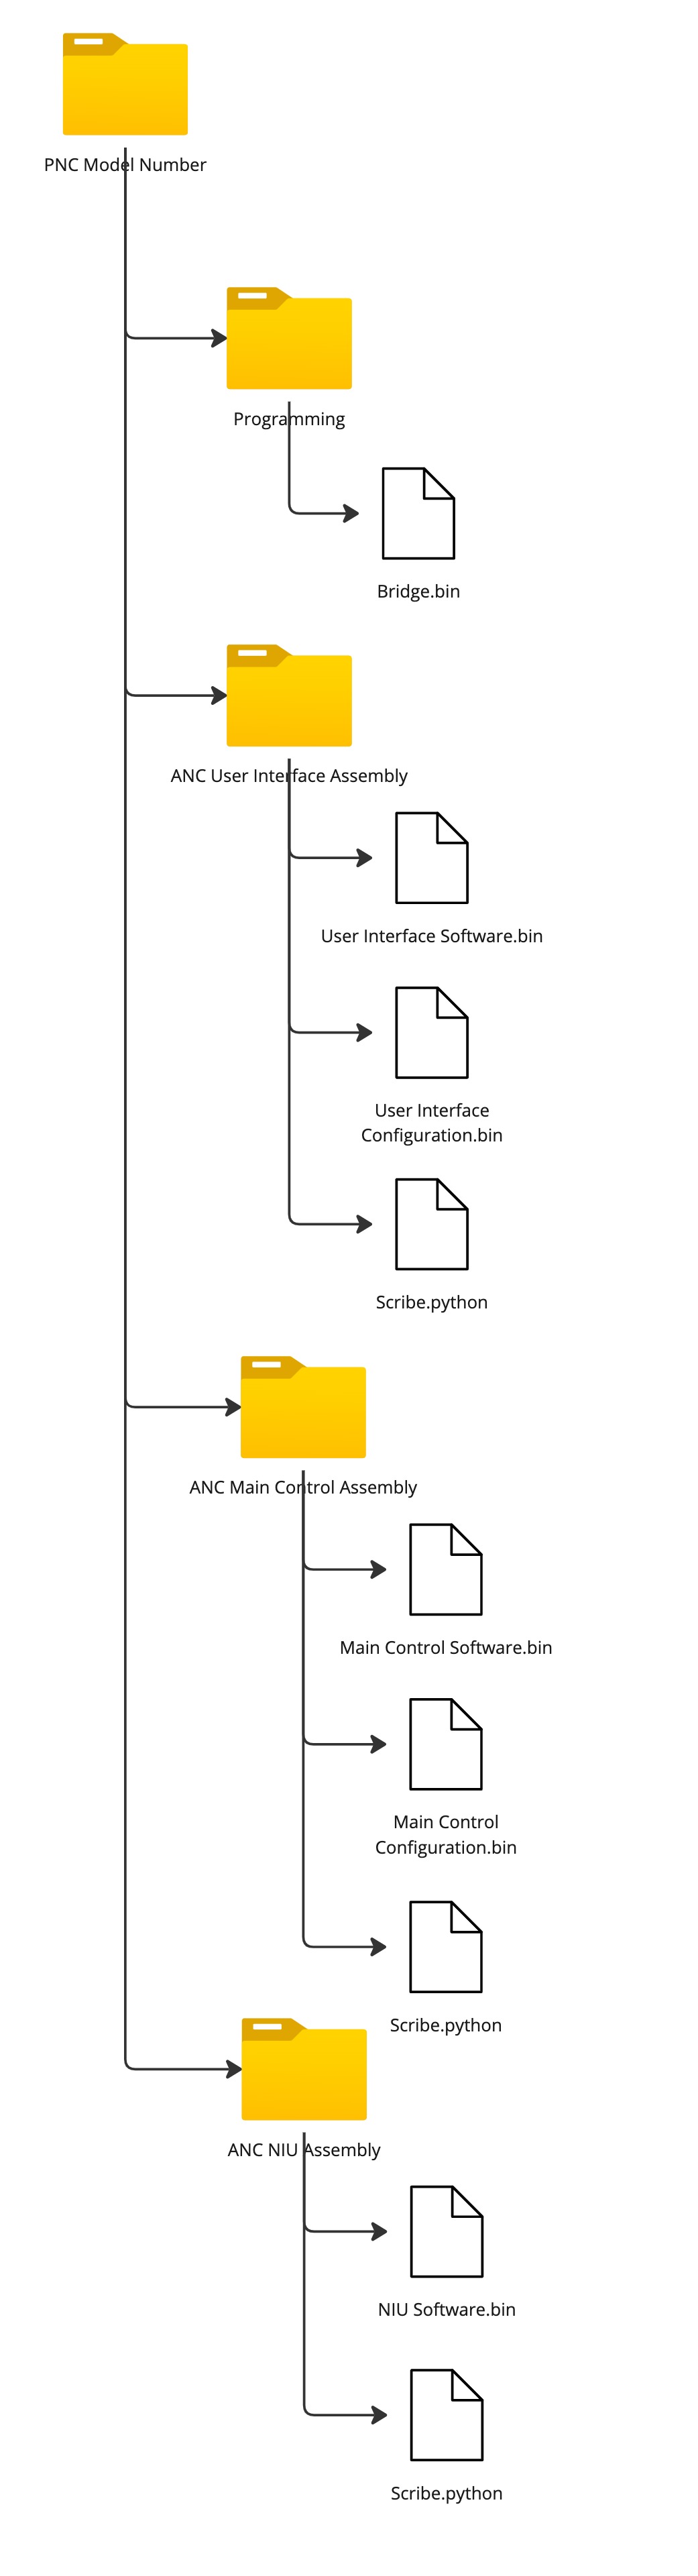 PNC Model Number
Programming
Bridge.bin
ANC User Interface Assembly
User Interface Software.bin
User Interface
Configuration.bin
Scribe.python
ANC Main Control Assembly
Main Control Software.bin
Main Control
Configuration.bin
Scribe.python
ANC NIU Assembly
NIU Software.bin
Scribe.python